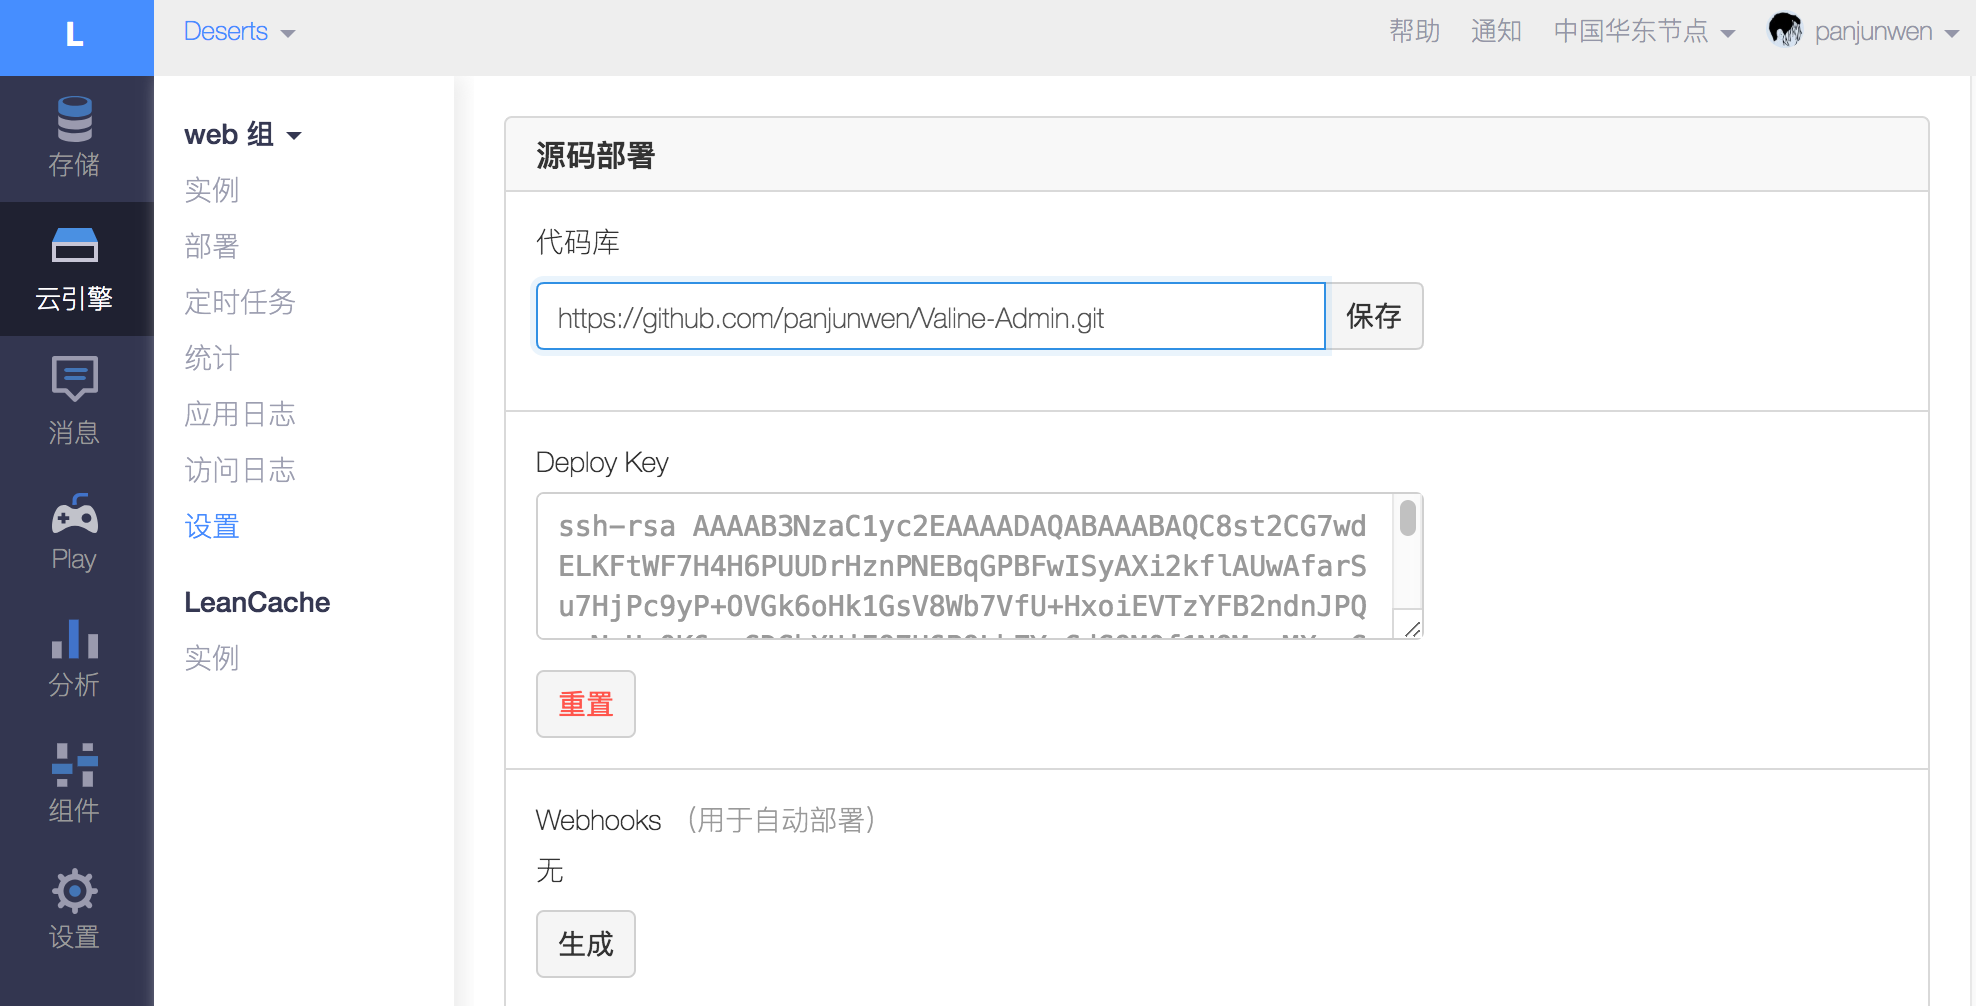 L
Deserts
帮助 通知 中国华东节点 panjunwen
存储
云引擎
消息
Play
分析
组件
设置
web 组
实例
部署
定时任务
统计
应用日志
访问日志
设置
LeanCache
实例
源码部署
代码库
https://github.com/panjunwen/Valine-Admin.git
保存
Deploy Key
ssh-rsa AAAAB3NzaC1yc2EAAAADAQABAAABAQC8st2CG7wd
ELKFtWF7H4H6PUUDrHznPNEBqGPBFwISyAXi2kflAUwAfarS
u7HjPc9yP+OVGk6oHk1GsV8Wb7VfU+HxoiEVTzYFB2ndnJPQ
重置
Webhooks （用于自动部署）
无
生成